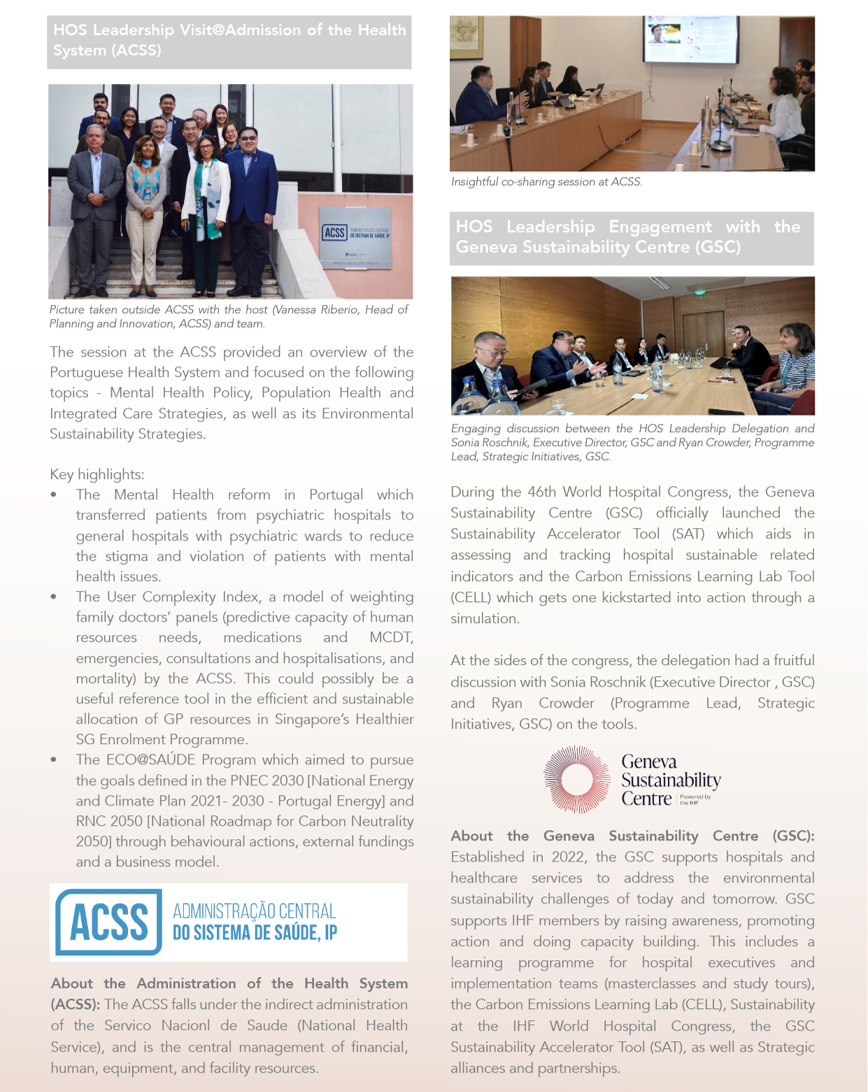 HOS Leadership Visit@Admission of the Health
System (ACSS)
ACSS
ADMINISTRAÇÃO CENTRAL
DO SISTEMA DE SAÚDE, IP
Picture taken outside ACSS with the host (Vanessa Riberio, Head of
Planning and Innovation, ACSS) and team.
The session at the ACSS provided an overview of the
Portuguese Health System and focused on the following
topics - Mental Health Policy, Population Health and
Integrated Care Strategies, as well as its Environmental
Sustainability Strategies.
Key highlights:
• The Mental Health reform in Portugal which
transferred patients from psychiatric hospitals to
general hospitals with psychiatric wards to reduce
the stigma and violation of patients with mental
health issues.
• The User Complexity Index, a model of weighting
family doctors' panels (predictive capacity of human
resources needs, medications and MCDT,
emergencies, consultations and hospitalisations, and
mortality) by the ACSS. This could possibly be a
useful reference tool in the efficient and sustainable
allocation of GP resources in Singapore's Healthier
SG Enrolment Programme.
• The ECO@SAÚDE Program which aimed to pursue
the goals defined in the PNEC 2030 [National Energy
and Climate Plan 2021- 2030 - Portugal Energy] and
RNC 2050 [National Roadmap for Carbon Neutrality
2050] through behavioural actions, external fundings
and a business model.
ACSS
ADMINISTRAÇÃO CENTRAL
DO SISTEMA DE SAÚDE, IP
About the Administration of the Health System
(ACSS): The ACSS falls under the indirect administration
of the Servico Nacionl de Saude (National Health
Service), and is the central management of financial,
human, equipment, and facility resources.
Insightful co-sharing session at ACSS.
HOS Leadership Engagement with the
Geneva Sustainability Centre (GSC)
Engaging discussion between the HOS Leadership Delegation and
Sonia Roschnik, Executive Director, GSC and Ryan Crowder, Programme
Lead, Strategic Initiatives, GSC.
During the 46th World Hospital Congress, the Geneva
Sustainability Centre (GSC) officially launched the
Sustainability Accelerator Tool (SAT) which aids in
assessing and tracking hospital sustainable related
indicators and the Carbon Emissions Learning Lab Tool
(CELL) which gets one kickstarted into action through a
simulation.
At the sides of the congress, the delegation had a fruitful
discussion with Sonia Roschnik (Executive Director , GSC)
and Ryan Crowder (Programme Lead, Strategic
Initiatives, GSC) on the tools.
Geneva
Sustainability
Centre
Powered by
the IHF
About the Geneva Sustainability Centre (GSC):
Established in 2022, the GSC supports hospitals and
healthcare services to address the environmental
sustainability challenges of today and tomorrow. GSC
supports IHF members by raising awareness, promoting
action and doing capacity building. This includes a
learning programme for hospital executives and
implementation teams (masterclasses and study tours),
the Carbon Emissions Learning Lab (CELL), Sustainability
at the IHF World Hospital Congress, the GSC
Sustainability Accelerator Tool (SAT), as well as Strategic
alliances and partnerships.